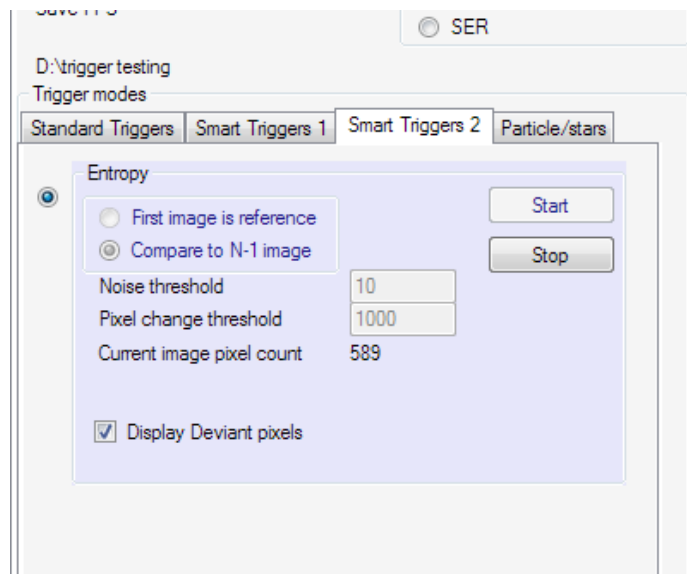 SER
D:\trigger testing
Trigger modes
Standard Triggers Smart Triggers 1 Smart Triggers 2 Particle/stars
Entropy
First image is reference
Start
Compare to N-1 image
Stop
Noise threshold 10
Pixel change threshold 1000
Current image pixel count 589
Display Deviant pixels